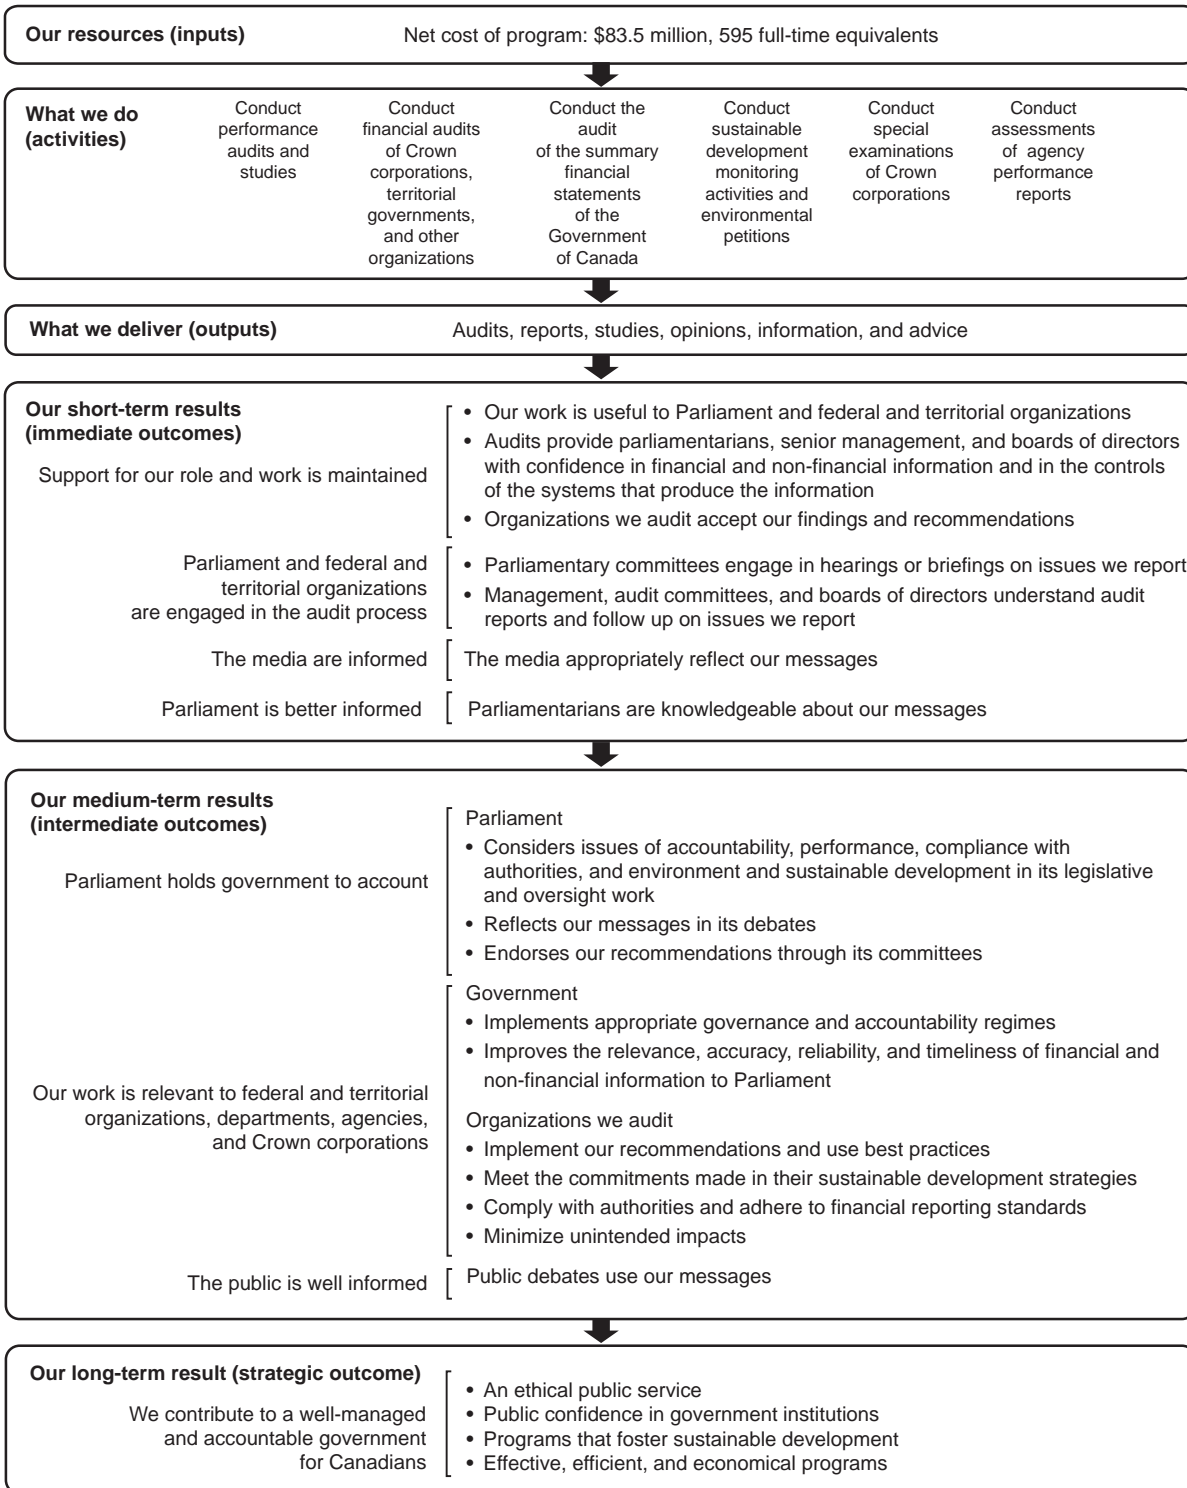 Our resources (inputs)
Net cost of program: $83.5 million, 595 full-time equivalents
What we do
(activities)
Conduct
performance
audits and
studies
Conduct
financial audits
of Crown
corporations,
territorial
governments,
and other
organizations
Conduct the
audit
of the summary
financial
statements
of the
Government
of Canada
Conduct
sustainable
development
monitoring
activities and
environmental
petitions
Conduct
special
examinations
of Crown
corporations
Conduct
assessments
of agency
performance
reports
What we deliver (outputs)
Audits, reports, studies, opinions, information, and advice
Our short-term results
(immediate outcomes)
Support for our role and work is maintained
• Our work is useful to Parliament and federal and territorial organizations
• Audits provide parliamentarians, senior management, and boards of directors
with confidence in financial and non-financial information and in the controls
of the systems that produce the information
• Organizations we audit accept our findings and recommendations
Parliament and federal and
territorial organizations
are engaged in the audit process
• Parliamentary committees engage in hearings or briefings on issues we report
• Management, audit committees, and boards of directors understand audit
reports and follow up on issues we report
The media are informed
The media appropriately reflect our messages
Parliament is better informed
Parliamentarians are knowledgeable about our messages
Our medium-term results
(intermediate outcomes)
Parliament holds government to account
Parliament
• Considers issues of accountability, performance, compliance with
authorities, and environment and sustainable development in its legislative
and oversight work
• Reflects our messages in its debates
• Endorses our recommendations through its committees
Our work is relevant to federal and territorial
organizations, departments, agencies,
and Crown corporations
Government
• Implements appropriate governance and accountability regimes
• Improves the relevance, accuracy, reliability, and timeliness of financial and
non-financial information to Parliament
Organizations we audit
• Implement our recommendations and use best practices
• Meet the commitments made in their sustainable development strategies
• Comply with authorities and adhere to financial reporting standards
• Minimize unintended impacts
The public is well informed
Public debates use our messages
Our long-term result (strategic outcome)
We contribute to a well-managed
and accountable government
for Canadians
• An ethical public service
• Public confidence in government institutions
• Programs that foster sustainable development
• Effective, efficient, and economical programs